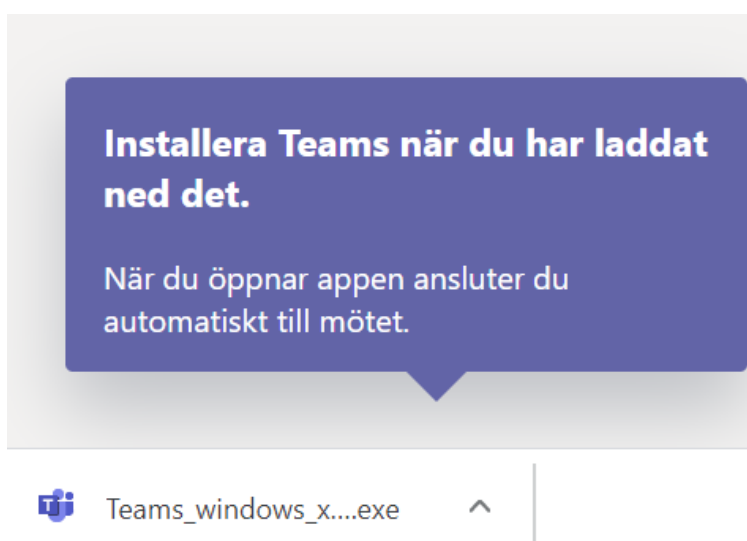 Installera Teams när du har laddat
ned det.
När du öppnar appen ansluter du
automatiskt till mötet.
Teams_windows_x....exe